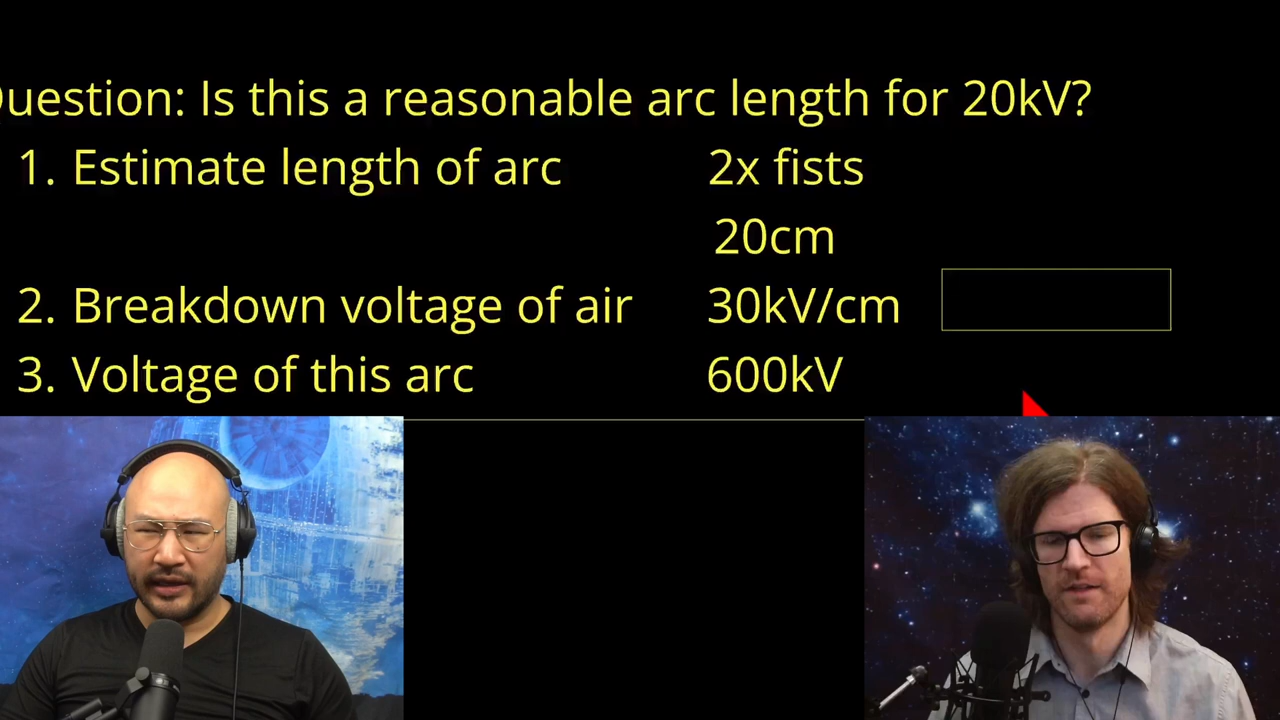 Question: Is this a reasonable arc length for 20kV?
1. Estimate length of arc 2x fists
20cm
2. Breakdown voltage of air 30kV/cm
3. Voltage of this arc 600kV